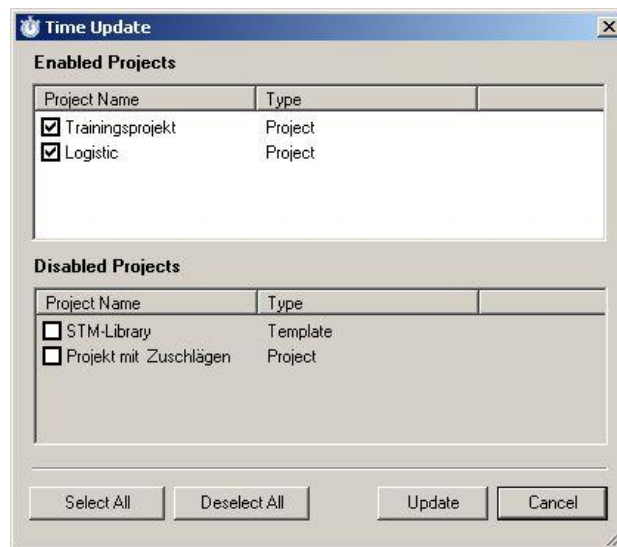 Time Update
Enabled Projects
Project Name Type
Trainingsprojekt Project
Logistic Project
Disabled Projects
Project Name Type
STM-Library Template
Projekt mit Zuschlägen Project
Select All Deselect All Update Cancel